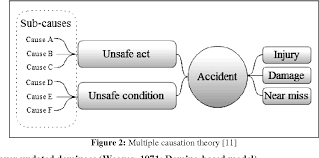 Sub-causes
Cause A
Cause B
Cause C
Cause D
Cause E
Cause F
Unsafe act
Unsafe condition
Accident
Injury
Damage
Near miss
Figure 2: Multiple causation theory [11]